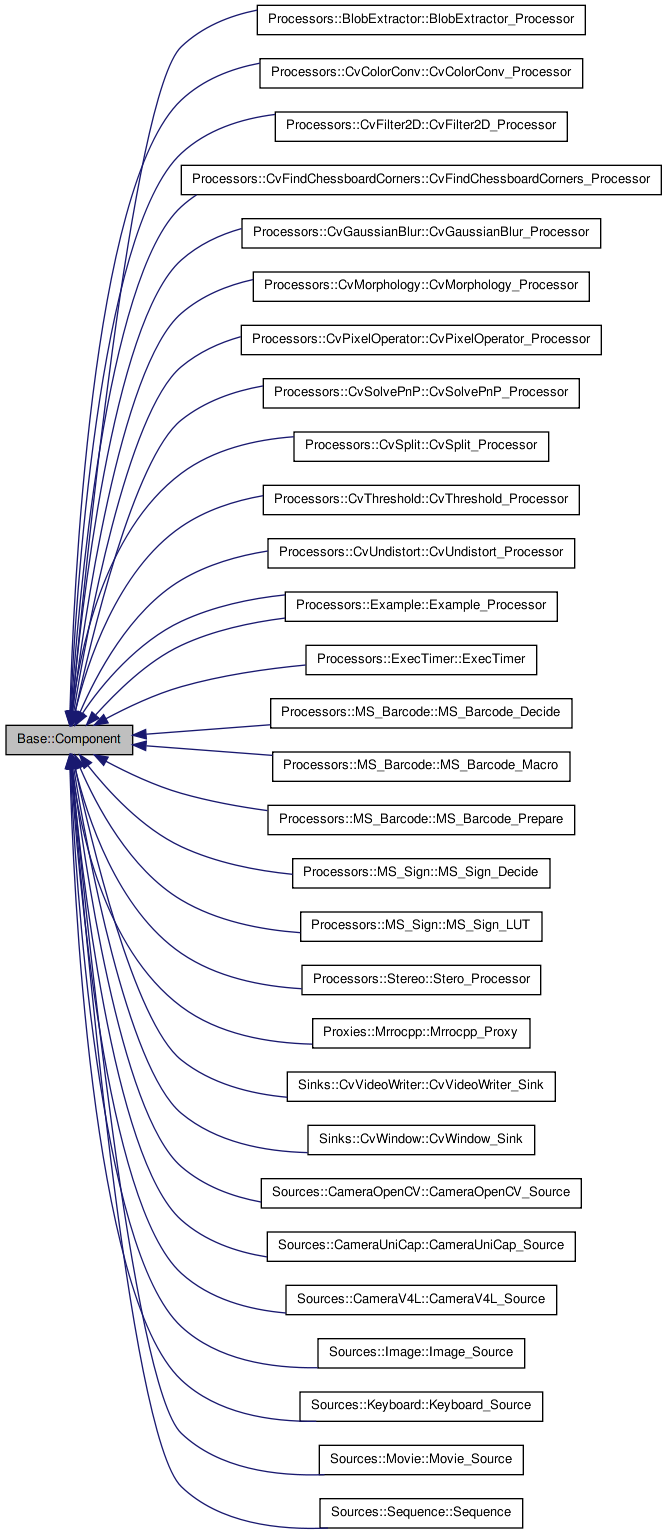 Processors::BlobExtractor::BlobExtractor_Processor
Processors::CvColorConv::CvColorConv_Processor
Processors::CvFilter2D::CvFilter2D_Processor
Processors::CvFindChessboardCorners::CvFindChessboardCorners_Processor
Processors::CvGaussianBlur::CvGaussianBlur_Processor
Processors::CvMorphology::CvMorphology_Processor
Processors::CvPixelOperator::CvPixelOperator_Processor
Processors::CvSolvePnP::CvSolvePnP_Processor
Processors::CvSplit::CvSplit_Processor
Processors::CvThreshold::CvThreshold_Processor
Processors::CvUndistort::CvUndistort_Processor
Processors::Example::Example_Processor
Processors::ExecTimer::ExecTimer
Processors::MS_Barcode::MS_Barcode_Decide
Base::Component
Processors::MS_Barcode::MS_Barcode_Macro
Processors::MS_Barcode::MS_Barcode_Prepare
Processors::MS_Sign::MS_Sign_Decide
Processors::MS_Sign::MS_Sign_LUT
Processors::Stereo::Stero_Processor
Proxies::Mrrocpp::Mrrocpp_Proxy
Sinks::CvVideoWriter::CvVideoWriter_Sink
Sinks::CvWindow::CvWindow_Sink
Sources::CameraOpenCV::CameraOpenCV_Source
Sources::CameraUniCap::CameraUniCap_Source
Sources::CameraV4L::CameraV4L_Source
Sources::Image::Image_Source
Sources::Keyboard::Keyboard_Source
Sources::Movie::Movie_Source
Sources::Sequence::Sequence